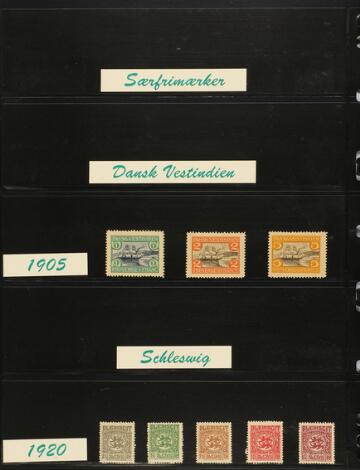 Særfrimærker
Dansk Vestindien
1905
Schleswig
1920